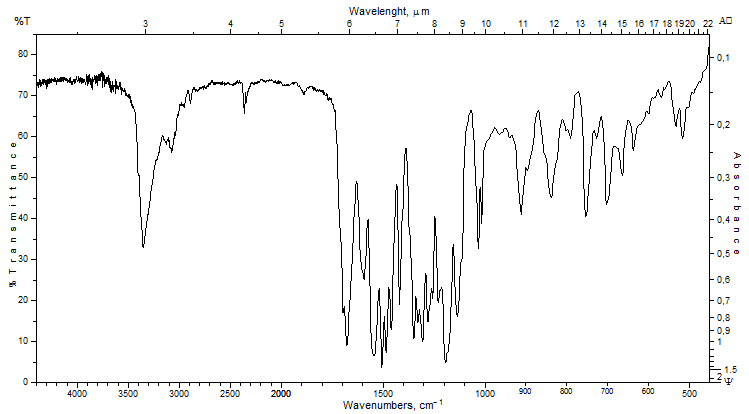 Wavelenght, μm
%T 3 4 5 6 7 8 9 10 11 12 13 14 15 16 17 18 19 20 22 A
80 0,1
70
60 0,2
50 0,3
40 0,4
30 0,5
0,6
20 0,7
0,8
0,9
10 1
1.5
0 2
% Transmittance
Absorbance
4000 3500 3000 2500 2000 2000 1500 1000 900 800 700 600 500
Wavenumbers, cm⁻¹